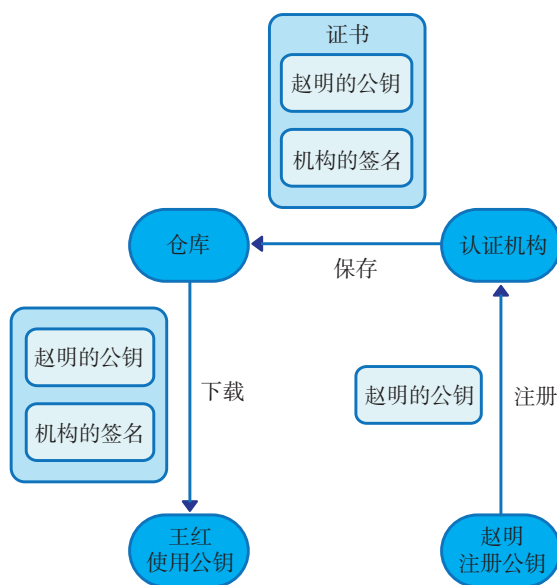 证书
赵明的公钥
机构的签名
仓库
认证机构
保存
赵明的公钥
机构的签名
下载
赵明的公钥
注册
王红
使用公钥
赵明
注册公钥